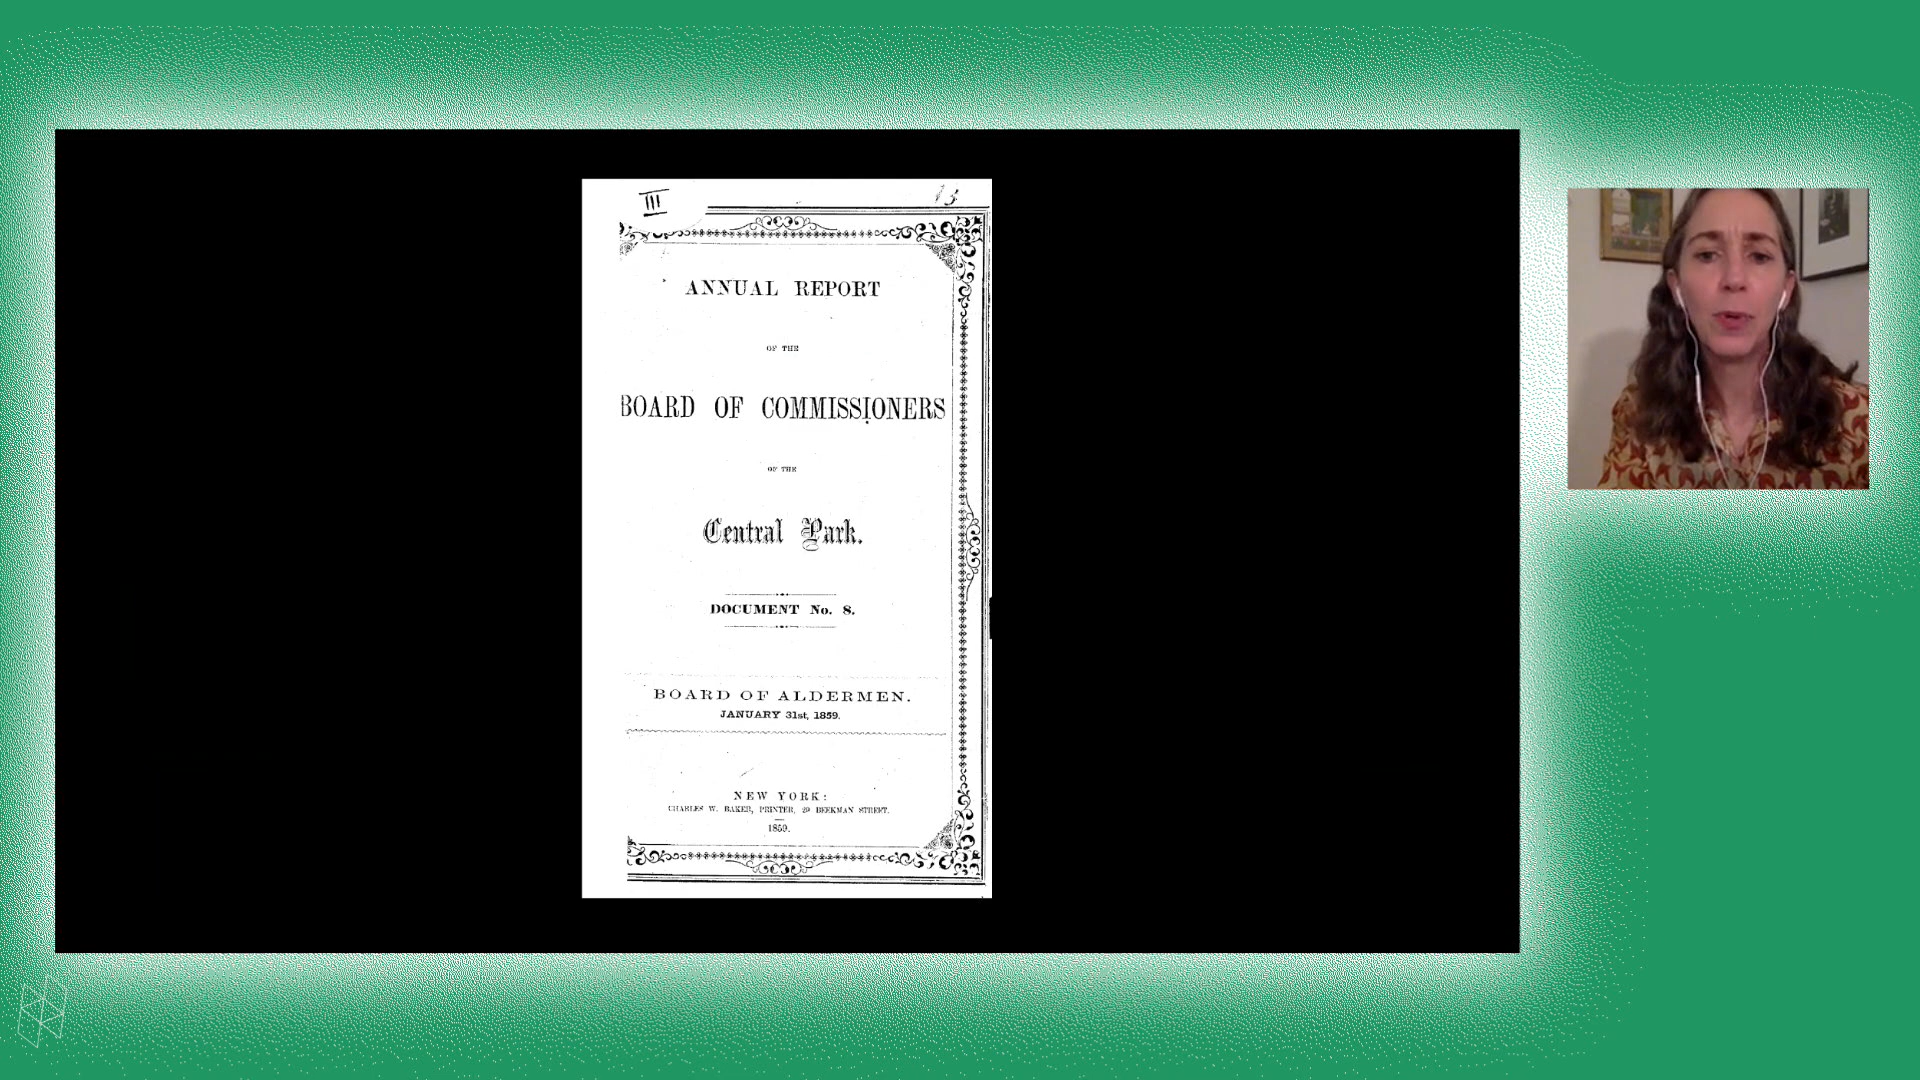 III
13
ANNUAL REPORT
OF THE
BOARD OF COMMISSIONERS
OF THE
Central Park.
DOCUMENT No. 8.
BOARD OF ALDERMEN.
JANUARY 31st, 1859.
NEW YORK:
CHARLES W. BAKER, PRINTER, 29 BEEKMAN STREET.
1859.